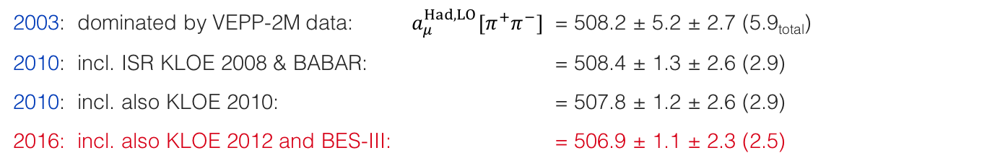 2003: dominated by VEPP-2M data: aμHad,LO[π+π−] = 508.2 ± 5.2 ± 2.7 (5.9total)
2010: incl. ISR KLOE 2008 & BABAR: = 508.4 ± 1.3 ± 2.6 (2.9)
2010: incl. also KLOE 2010: = 507.8 ± 1.2 ± 2.6 (2.9)
2016: incl. also KLOE 2012 and BES-III: = 506.9 ± 1.1 ± 2.3 (2.5)